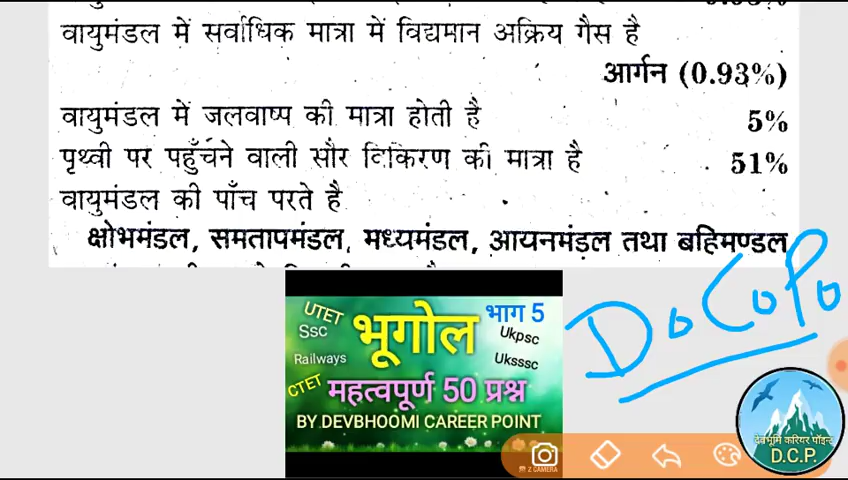 वायुमंडल में सर्वाधिक मात्रा में विद्यमान अक्रिय गैस है
आर्गन (0.93%)
वायुमंडल में जलवाष्प की मात्रा होती है 5%
पृथ्वी पर पहुँचने वाली सौर विकिरण की मात्रा है 51%
वायुमंडल की पाँच परते है
क्षोभमंडल, समतापमंडल, मध्यमंडल, आयनमंडल तथा बहिमण्डल
D.C.P.
UTET
Ssc
Railways
CTET
भूगोल
भाग 5
Ukpsc
Uksssc
महत्वपूर्ण 50 प्रश्न
BY DEVBHOOMI CAREER POINT
Z CAMERA
देवभूमि करियर पॉइन्ट
D.C.P.